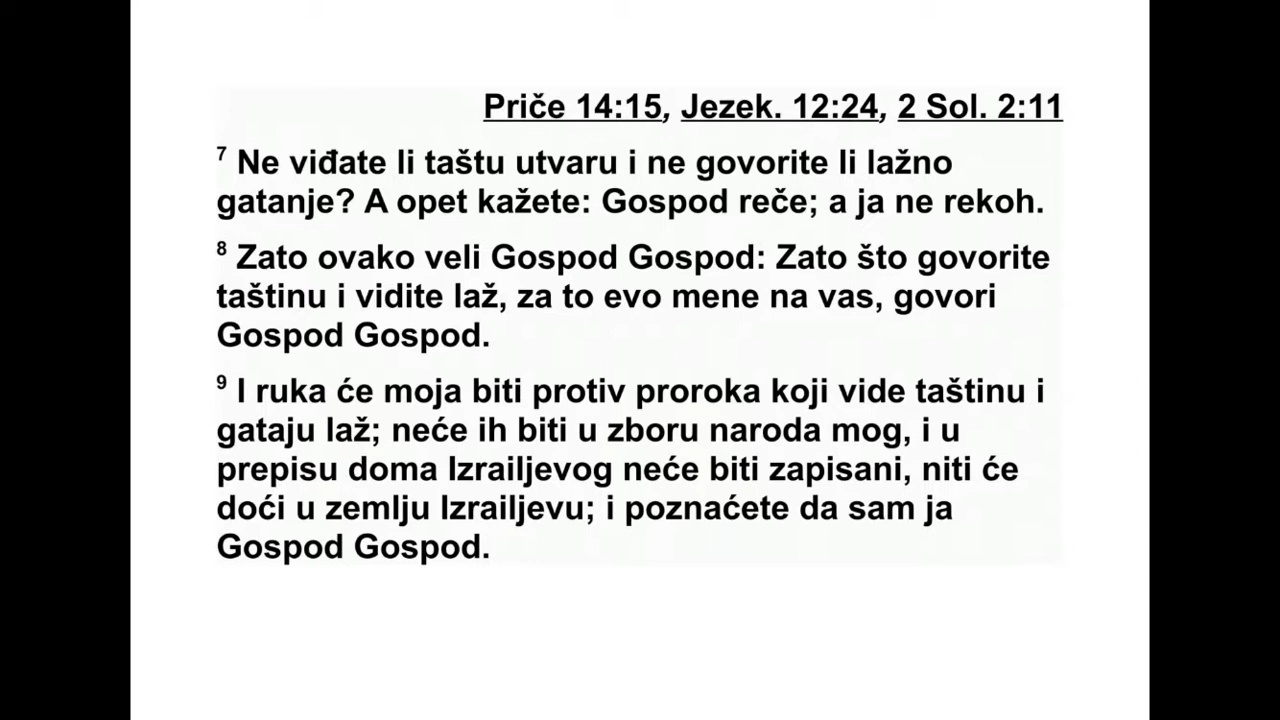 Priče 14:15, Jezek. 12:24, 2 Sol. 2:11
7 Ne viđate li taštu utvaru i ne govorite li lažno
gatanje? A opet kažete: Gospod reče; a ja ne rekoh.
8 Zato ovako veli Gospod Gospod: Zato što govorite
taštinu i vidite laž, za to evo mene na vas, govori
Gospod Gospod.
9 I ruka će moja biti protiv proroka koji vide taštinu i
gataju laž; neće ih biti u zboru naroda mog, i u
prepisu doma Izrailjevog neće biti zapisani, niti će
doći u zemlju Izrailjevu; i poznaćete da sam ja
Gospod Gospod.